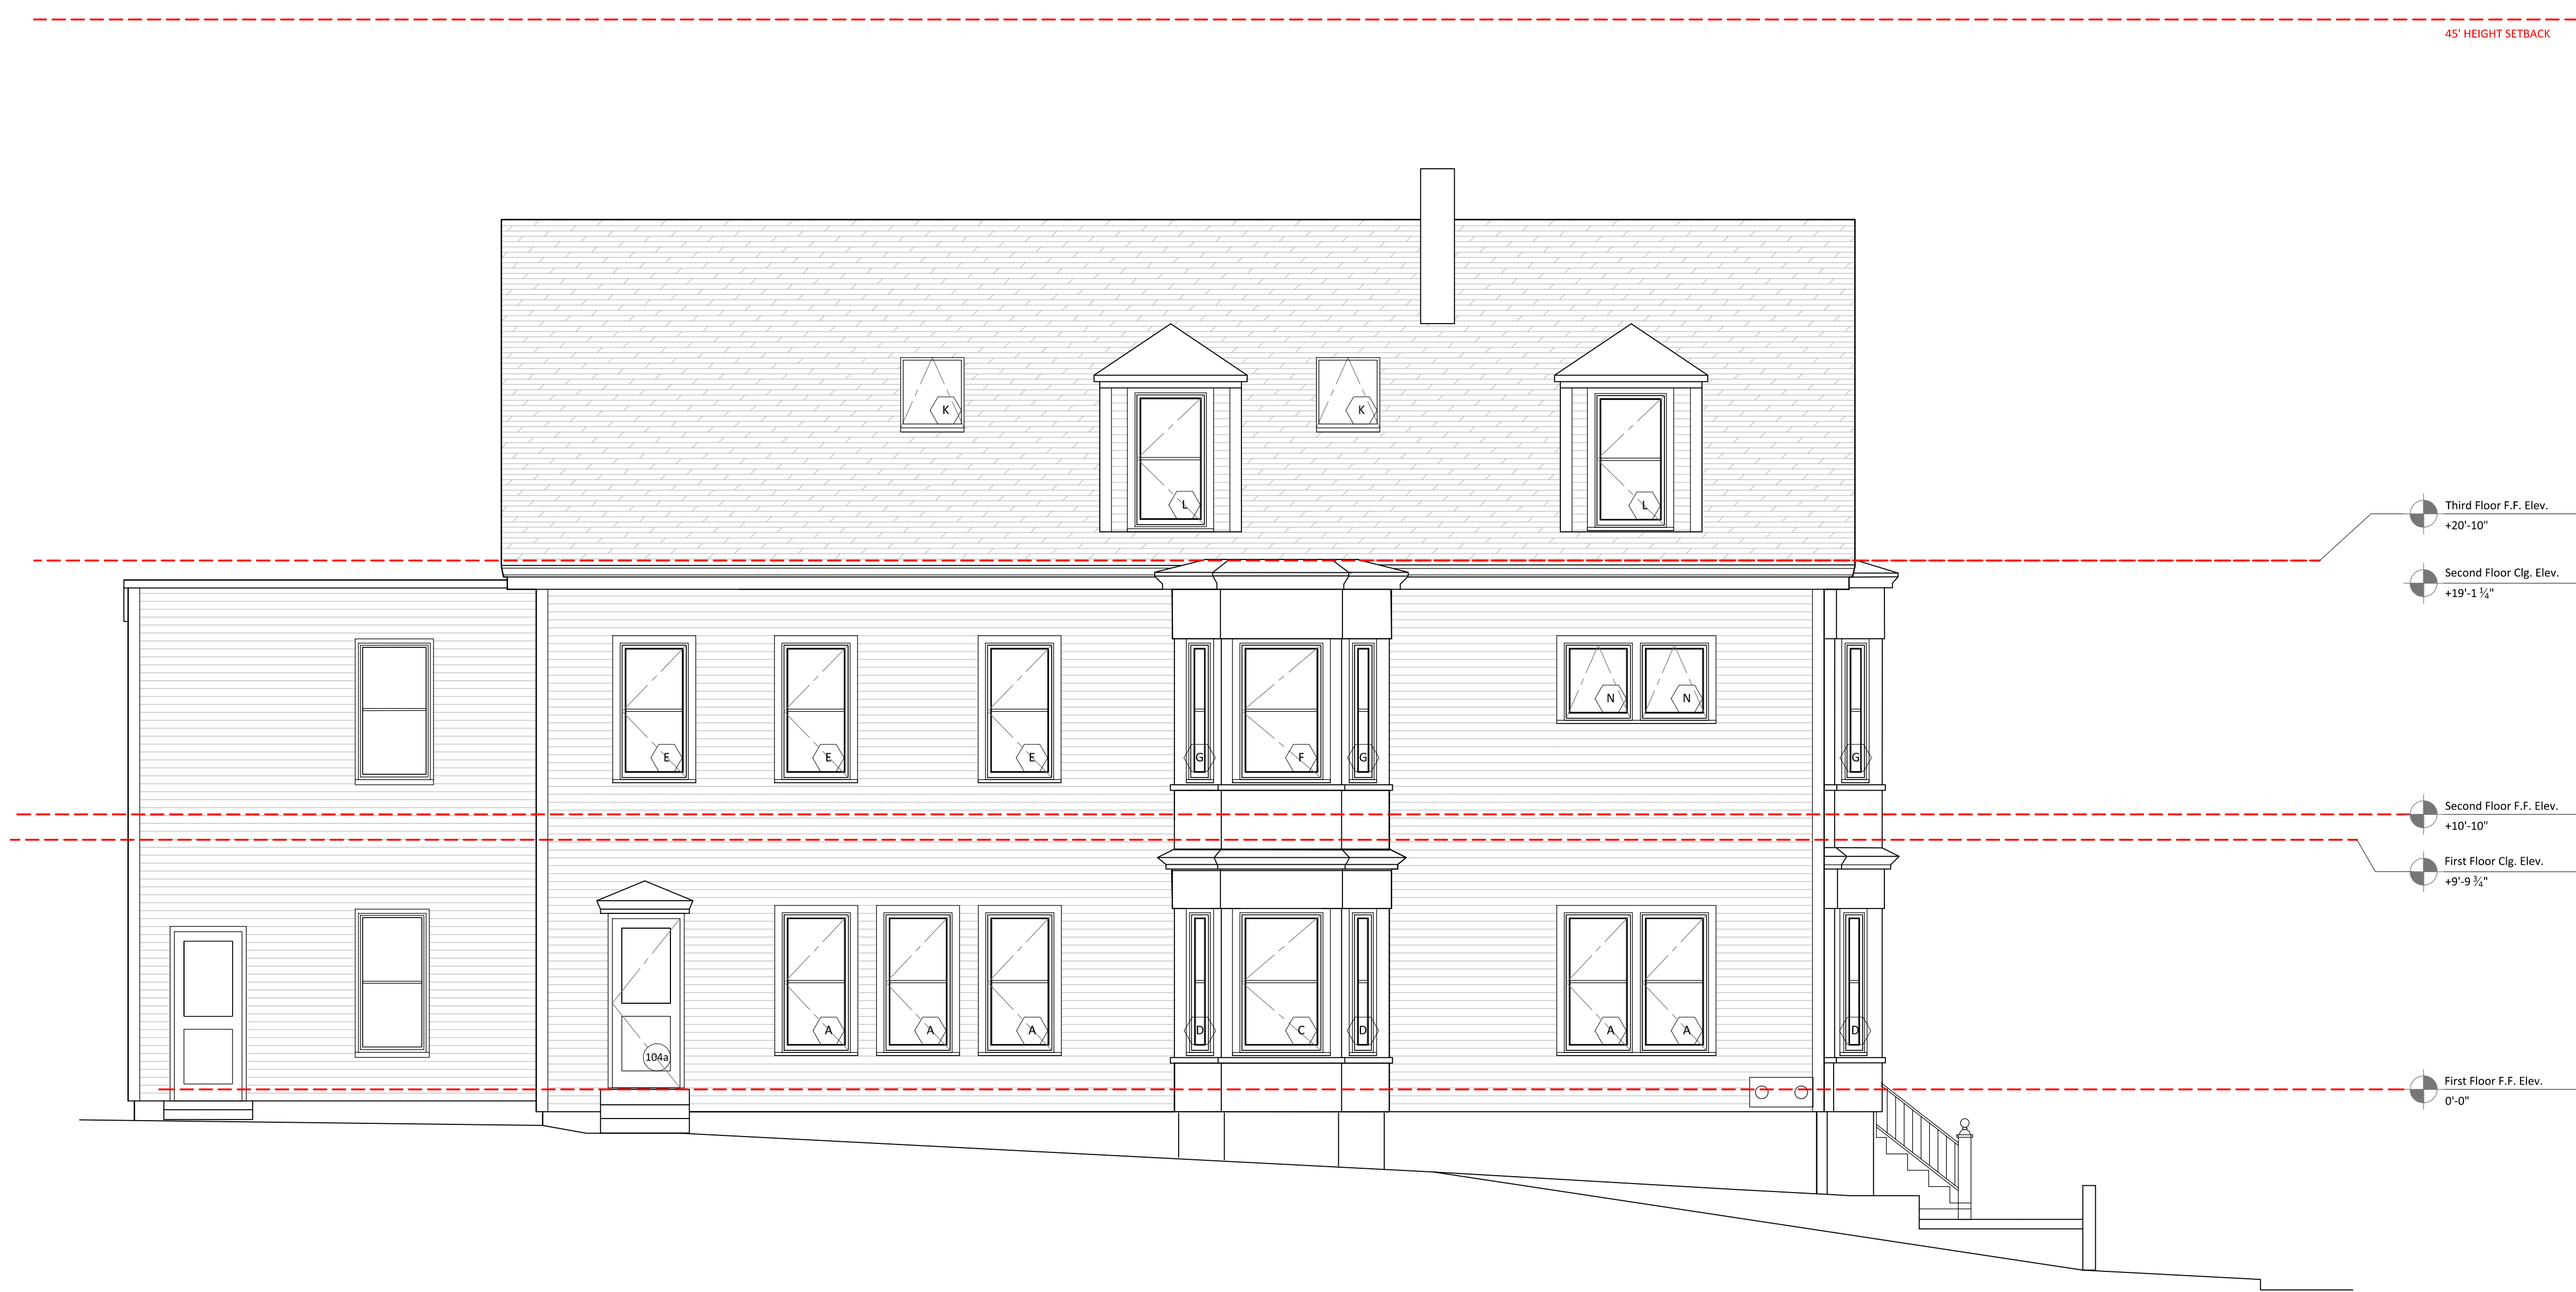 45' HEIGHT SETBACK
K
K
L
L
Third Floor F.F. Elev.
+20'-10"
Second Floor Clg. Elev.
+19'-1 ¼"
N
N
E
E
E
G
F
G
G
Second Floor F.F. Elev.
+10'-10"
First Floor Clg. Elev.
+9'-9 ¾"
A
A
A
D
C
D
A
A
D
104a
First Floor F.F. Elev.
0'-0"